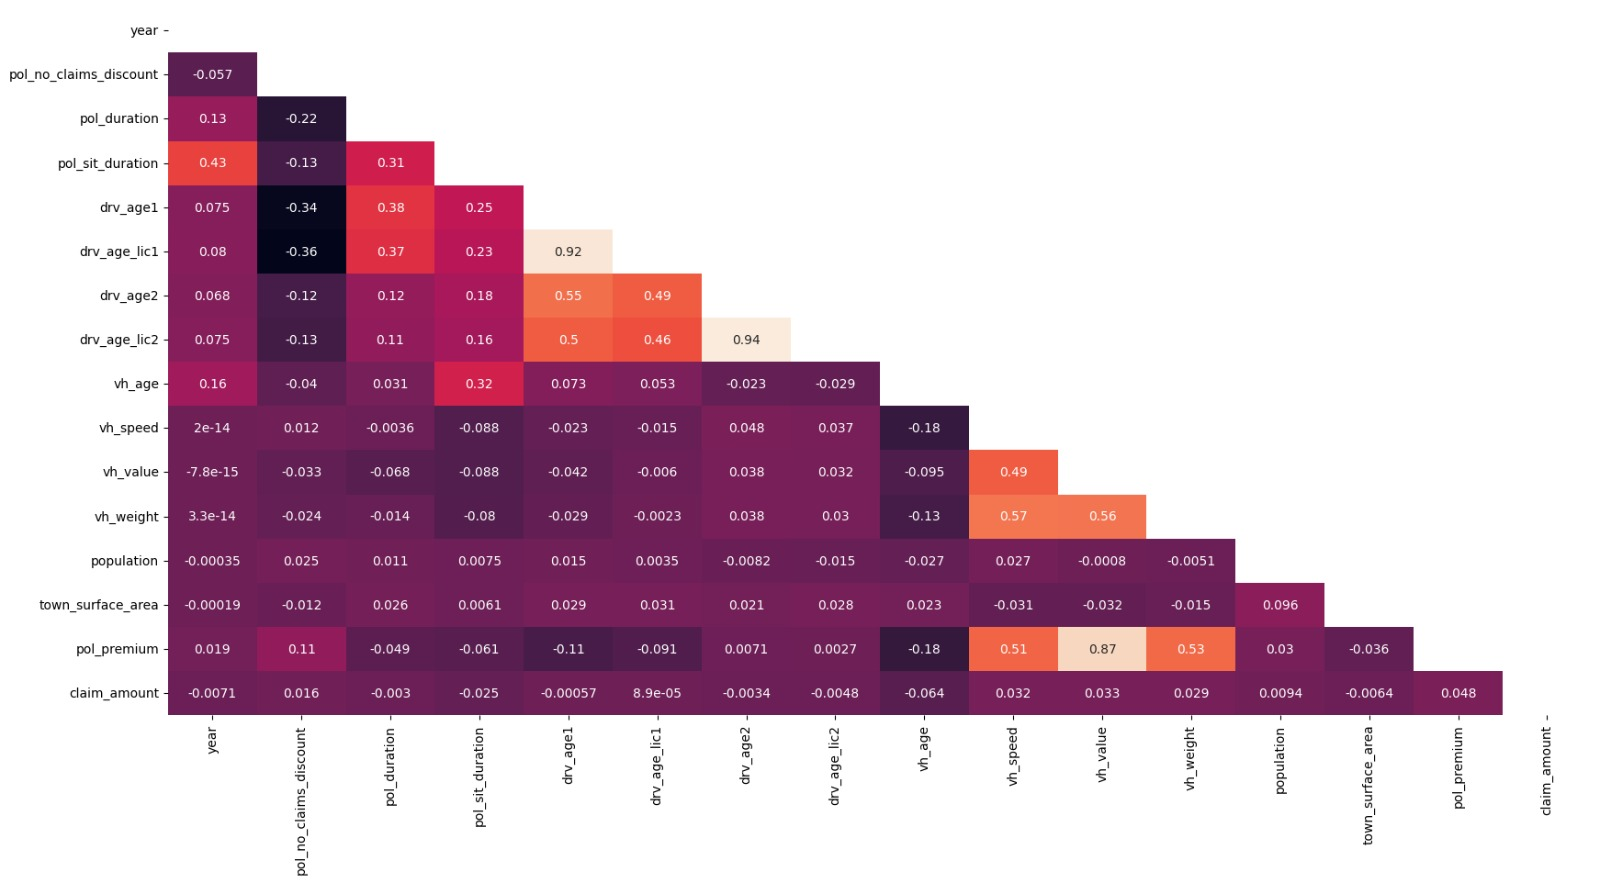 year
pol_no_claims_discount -0.057
pol_duration 0.13 -0.22
pol_sit_duration 0.43 -0.13 0.31
drv_age1 0.075 -0.34 0.38 0.25
drv_age_lic1 0.08 -0.36 0.37 0.23 0.92
drv_age2 0.068 -0.12 0.12 0.18 0.55 0.49
drv_age_lic2 0.075 -0.13 0.11 0.16 0.5 0.46 0.94
vh_age 0.16 -0.04 0.031 0.32 0.073 0.053 -0.023 -0.029
vh_speed 2e-14 0.012 -0.0036 -0.088 -0.023 -0.015 0.048 0.037 -0.18
vh_value -7.8e-15 -0.033 -0.068 -0.088 -0.042 -0.006 0.038 0.032 -0.095 0.49
vh_weight 3.3e-14 -0.024 -0.014 -0.08 -0.029 -0.0023 0.038 0.03 -0.13 0.57 0.56
population -0.00035 0.025 0.011 0.0075 0.015 0.0035 -0.0082 -0.015 -0.027 0.027 -0.0008 -0.0051
town_surface_area -0.00019 -0.012 0.026 0.0061 0.029 0.031 0.021 0.028 0.023 -0.031 -0.032 -0.015 0.096
pol_premium 0.019 0.11 -0.049 -0.061 -0.11 -0.091 0.0071 0.0027 -0.18 0.51 0.87 0.53 0.03 -0.036
claim_amount -0.0071 0.016 -0.003 -0.025 -0.00057 8.9e-05 -0.0034 -0.0048 -0.064 0.032 0.033 0.029 0.0094 -0.0064 0.048
year
pol_no_claims_discount
pol_duration
pol_sit_duration
drv_age1
drv_age_lic1
drv_age2
drv_age_lic2
vh_age
vh_speed
vh_value
vh_weight
population
town_surface_area
pol_premium
claim_amount